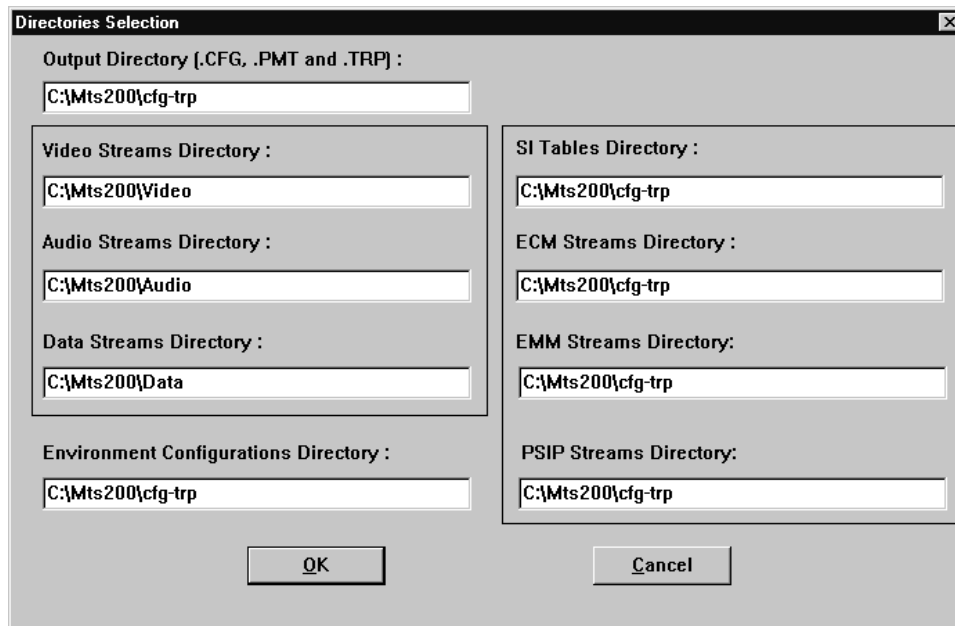 Directories Selection
Output Directory (.CFG, .PMT and .TRP) :
C:\Mts200\cfg-trp
Video Streams Directory :
C:\Mts200\Video
Audio Streams Directory :
C:\Mts200\Audio
Data Streams Directory :
C:\Mts200\Data
Environment Configurations Directory :
C:\Mts200\cfg-trp
SI Tables Directory :
C:\Mts200\cfg-trp
ECM Streams Directory :
C:\Mts200\cfg-trp
EMM Streams Directory:
C:\Mts200\cfg-trp
PSIP Streams Directory:
C:\Mts200\cfg-trp
OK
Cancel